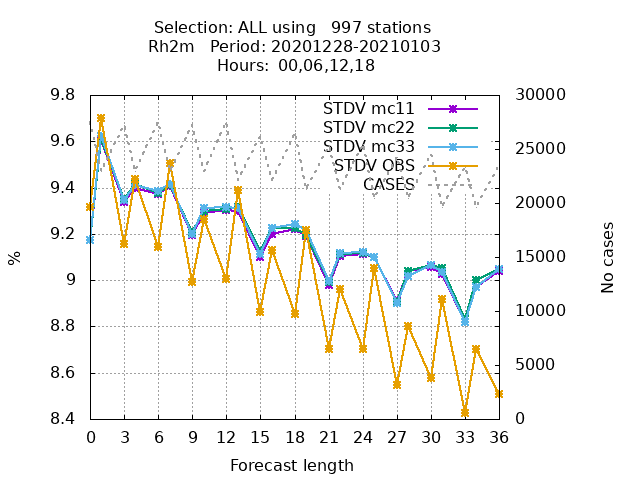 Selection: ALL using   997 stations
Rh2m   Period: 20201228-20210103
Hours:  00,06,12,18
9.8
9.6
9.4
9.2
9
8.8
8.6
8.4
30000
25000
20000
15000
10000
5000
0
STDV mc11
STDV mc22
STDV mc33
STDV OBS
CASES
%
No cases
0 3 6 9 12 15 18 21 24 27 30 33 36
Forecast length